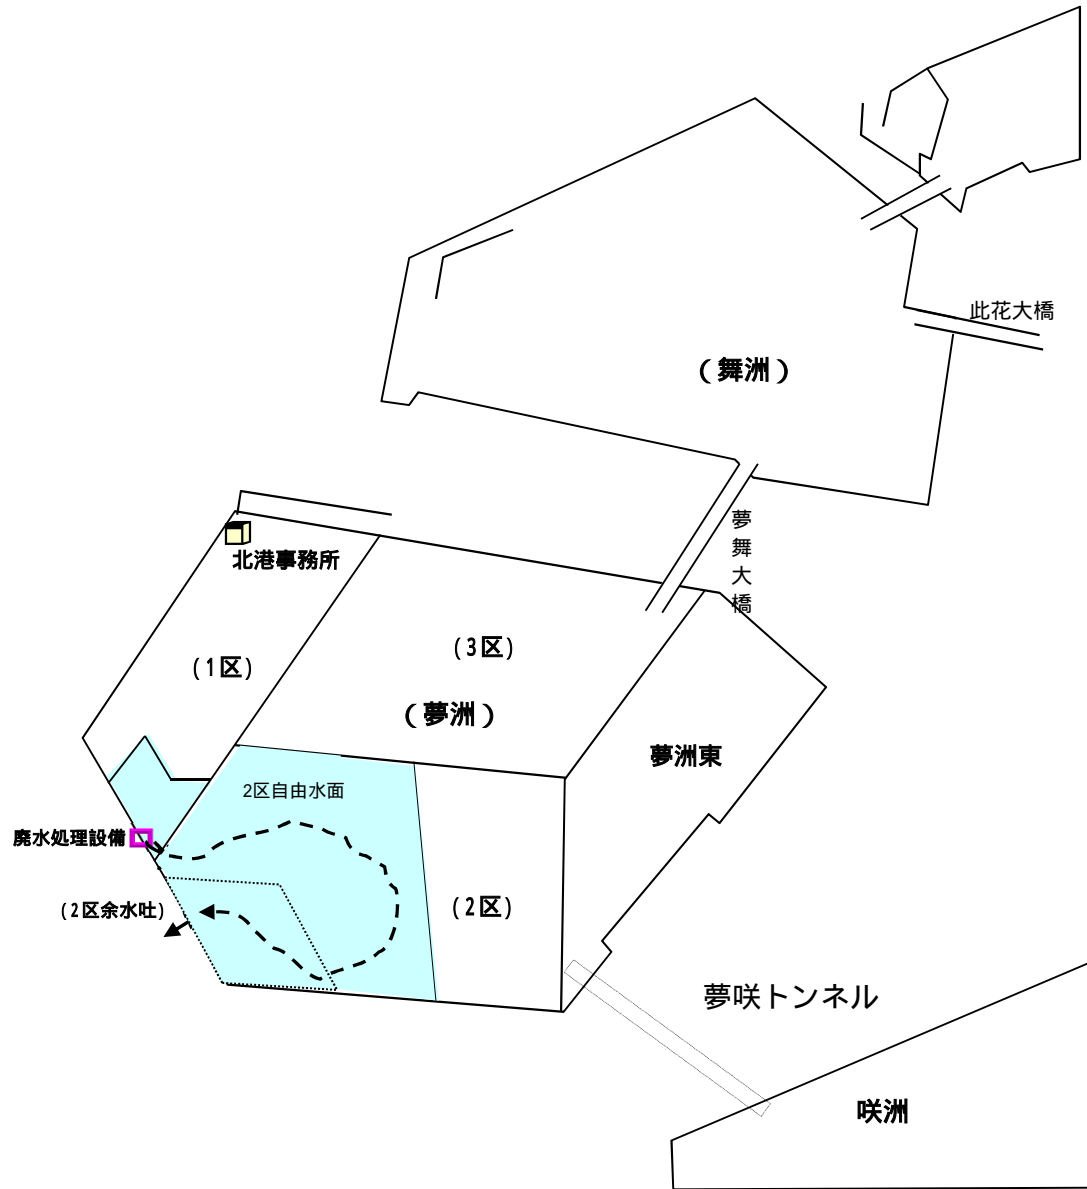 此花大橋
（舞洲）
夢舞大橋
北港事務所
(1区)
(3区)
（夢洲）
夢洲東
2区自由水面
廃水処理設備
(2区余水吐)
(2区)
夢咲トンネル
咲洲